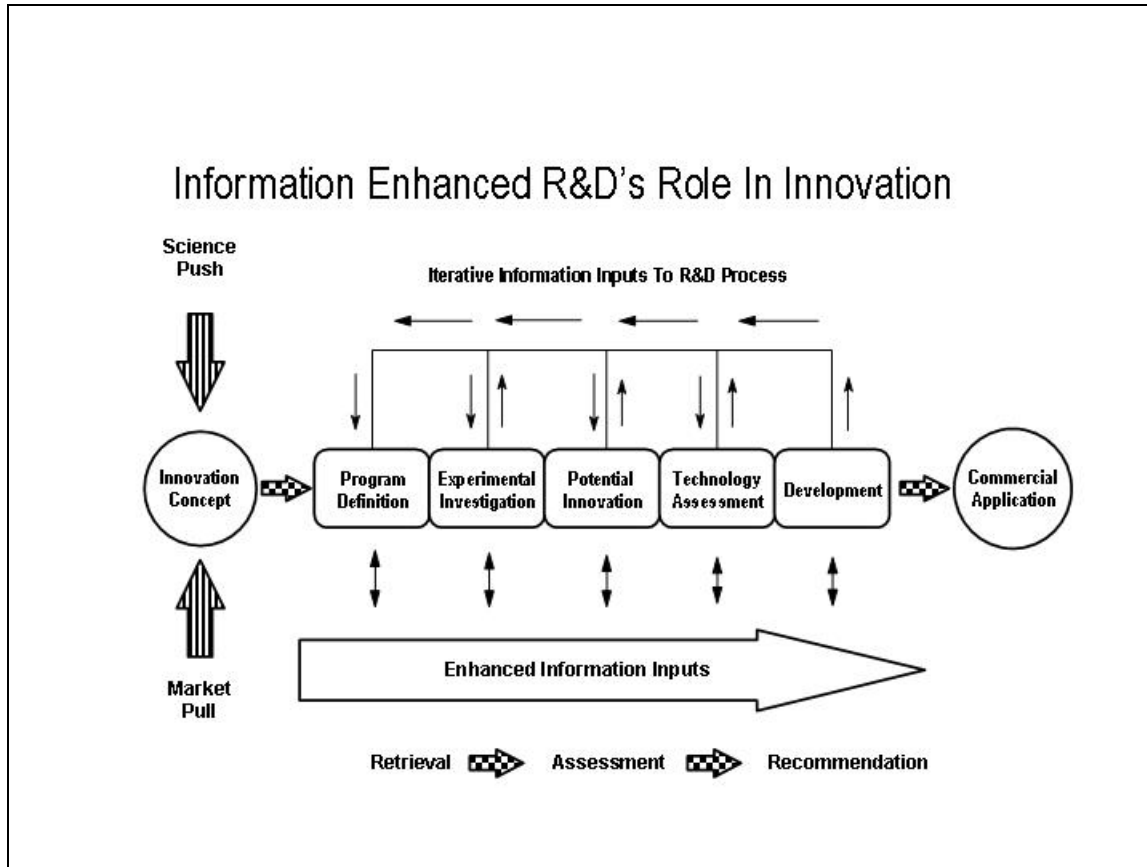 Information Enhanced R&D's Role In Innovation
Science
Push
Iterative Information Inputs To R&D Process
Innovation
Concept
Program
Definition
Experimental
Investigation
Potential
Innovation
Technology
Assessment
Development
Commercial
Application
Enhanced Information Inputs
Market
Pull
Retrieval
Assessment
Recommendation